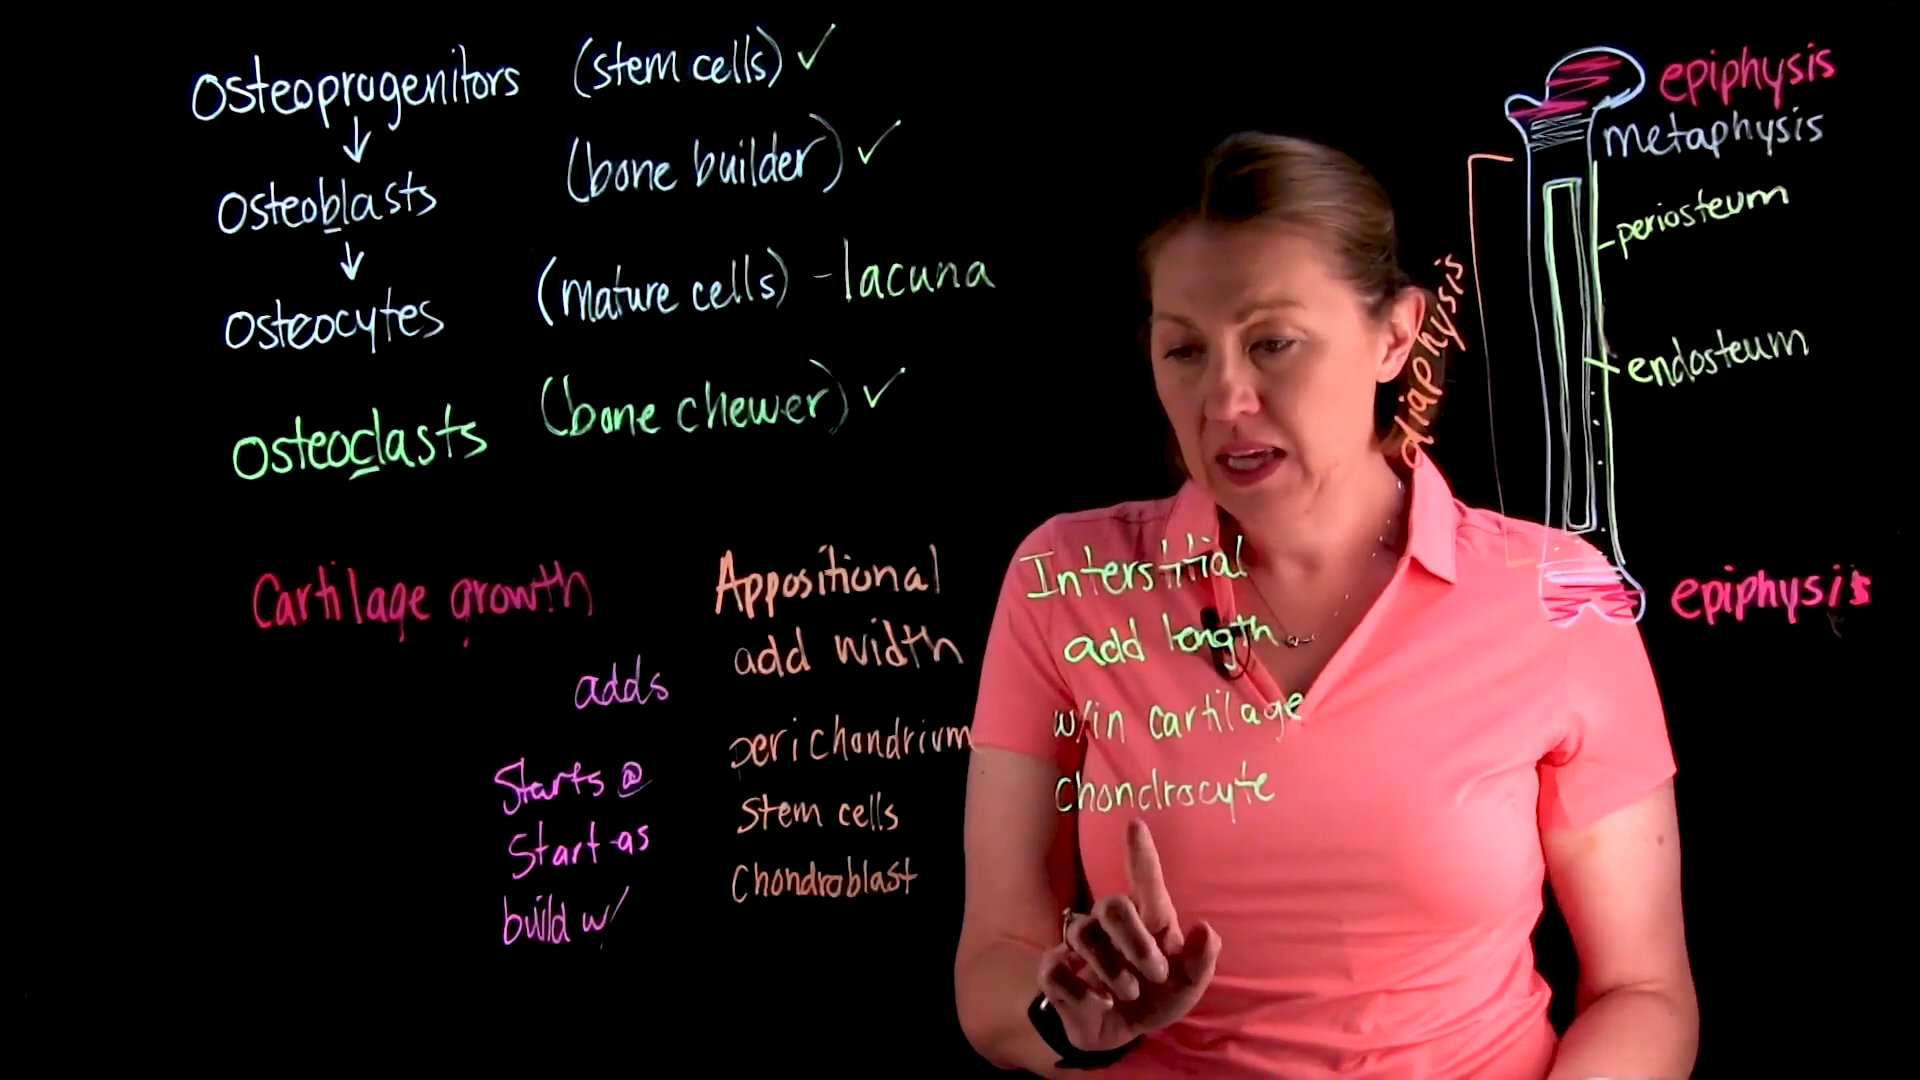 Osteoprogenitors (stem cells) ✓
↓
Osteoblasts (bone builder) ✓
↓
Osteocytes (mature cells) - lacuna
Osteoclasts (bone chewer) ✓
Cartilage growth Appositional Interstitial
adds add width add length
Starts @ perichondrium w/in cartilage
Start as stem cells chondrocyte
build w/ chondroblast
epiphysis
metaphysis
periosteum
diaphysis
endosteum
epiphysis